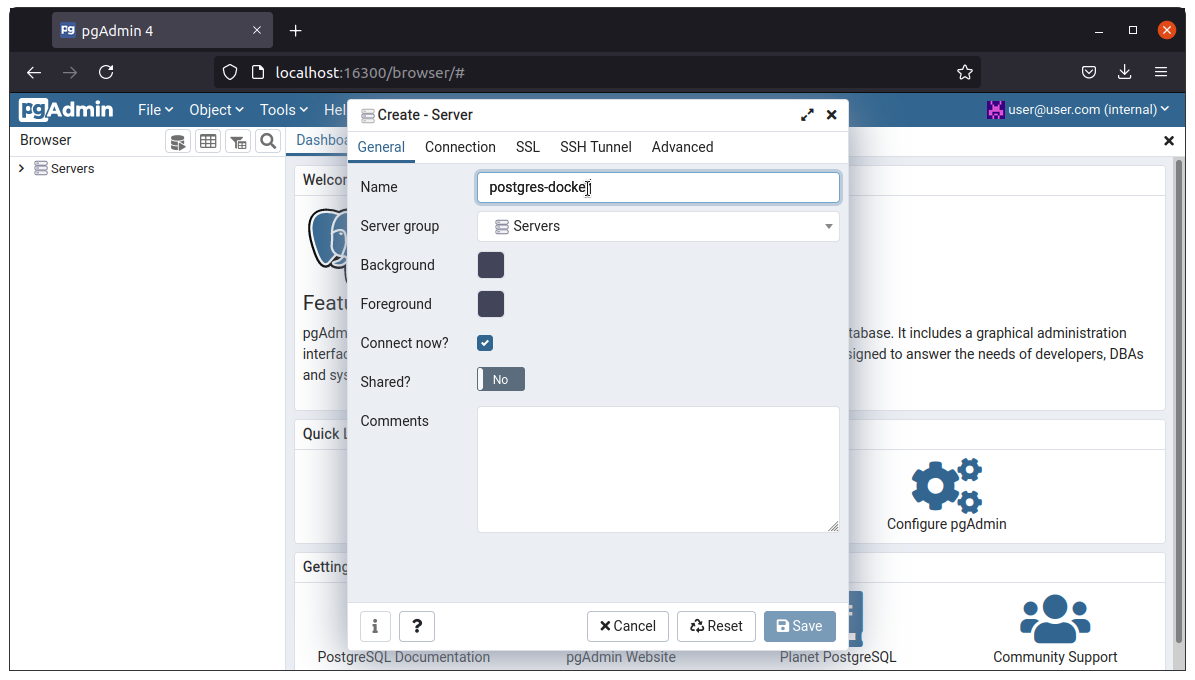 pgAdmin 4
localhost:16300/browser/#
pgAdmin File Object Tools Hel user@user.com (internal)
Browser
Servers
Dashboa
Create - Server
General Connection SSL SSH Tunnel Advanced
Name postgres-docker
Server group Servers
Background
Foreground
Connect now?
Shared? No
Comments
Cancel Reset Save
Welcor
Featu
pgAdm tabase. It includes a graphical administration
interfac signed to answer the needs of developers, DBAs
and sys
Quick L
Configure pgAdmin
Getting
PostgreSQL Documentation pgAdmin Website Planet PostgreSQL Community Support